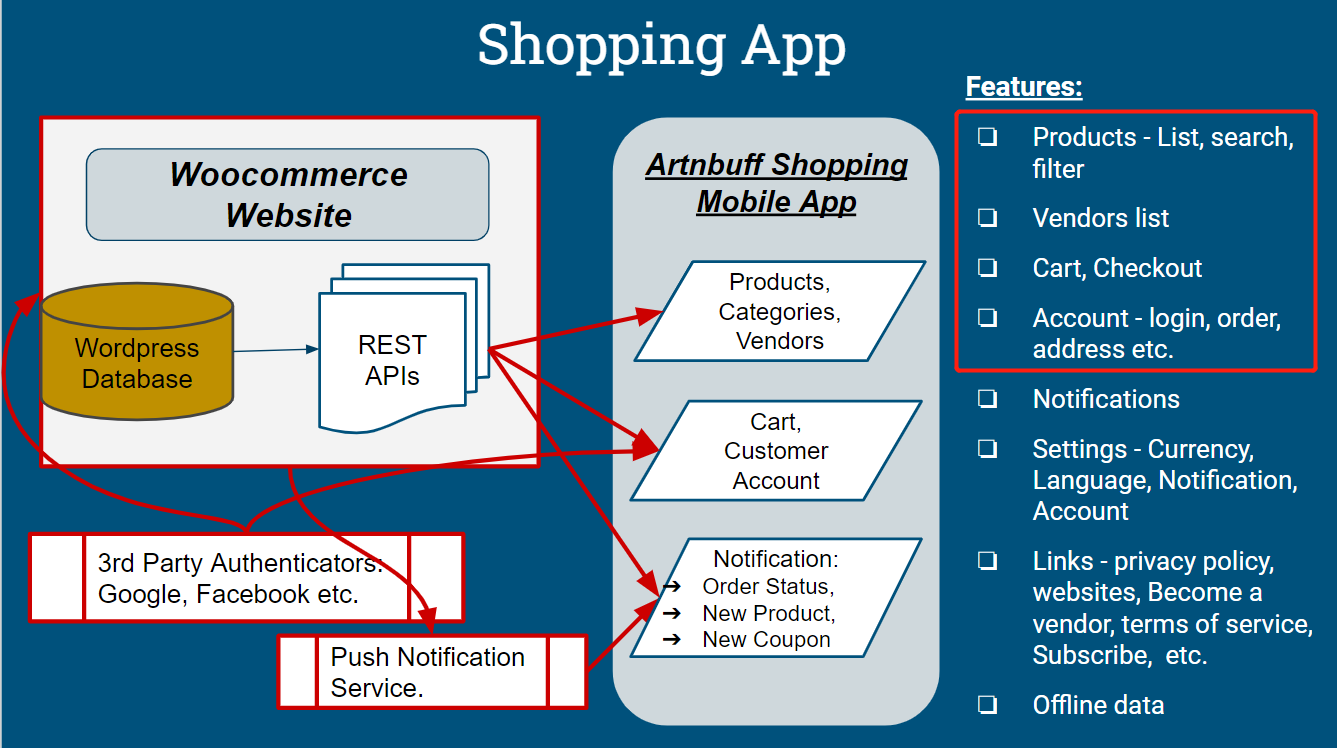 Shopping App
Woocommerce
Website
Wordpress
Database
REST
APIs
3rd Party Authenticators:
Google, Facebook etc.
Push Notification
Service.
Artnbuff Shopping
Mobile App
Products,
Categories,
Vendors
Cart,
Customer
Account
Notification:
➔ Order Status,
➔ New Product,
➔ New Coupon
Features:
❏ Products - List, search,
filter
❏ Vendors list
❏ Cart, Checkout
❏ Account - login, order,
address etc.
❏ Notifications
❏ Settings - Currency,
Language, Notification,
Account
❏ Links - privacy policy,
websites, Become a
vendor, terms of service,
Subscribe,  etc.
❏ Offline data